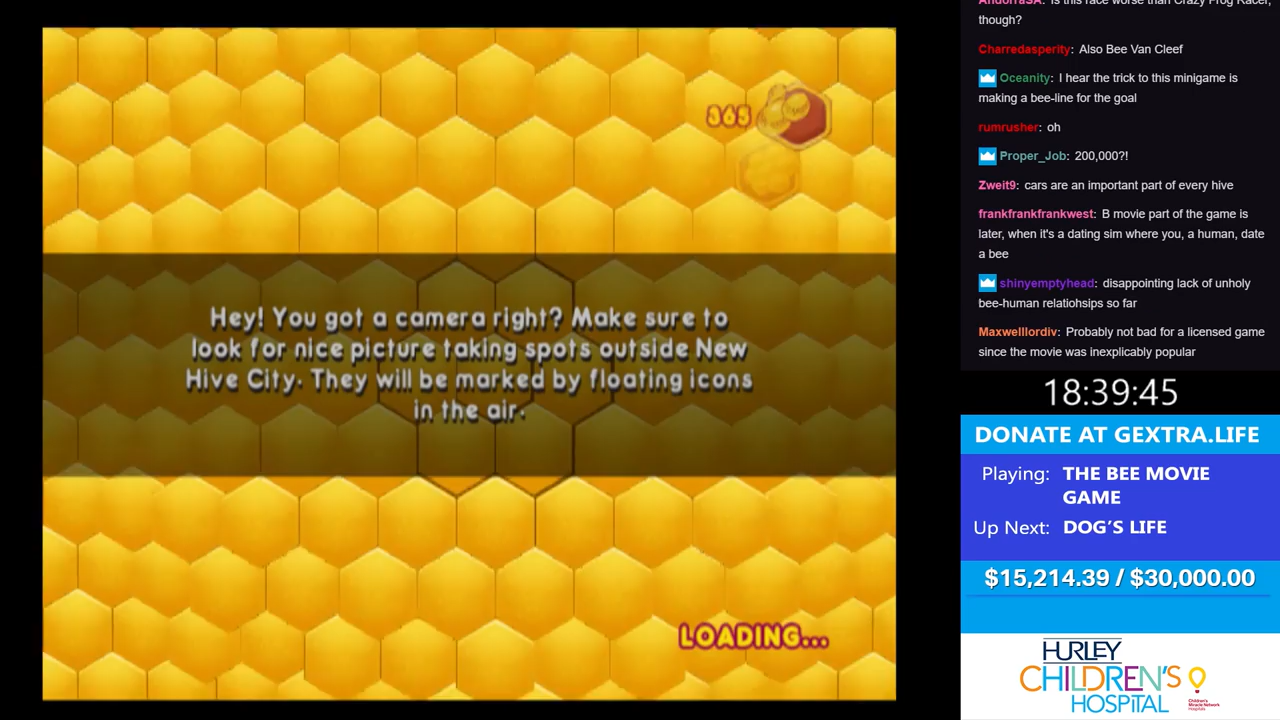 365
Hey! You got a camera right? Make sure to
look for nice picture taking spots outside New
Hive City. They will be marked by floating icons
in the air.
LOADING...
AndorraSA: Is this race worse than Crazy Frog Racer,
though?
Charredasperity: Also Bee Van Cleef
Oceanity: I hear the trick to this minigame is
making a bee-line for the goal
rumrusher: oh
Proper_Job: 200,000?!
Zweit9: cars are an important part of every hive
frankfrankfrankwest: B movie part of the game is
later, when it's a dating sim where you, a human, date
a bee
shinyemptyhead: disappointing lack of unholy
bee-human relatiohsips so far
Maxwelllordiv: Probably not bad for a licensed game
since the movie was inexplicably popular
18:39:45
DONATE AT GEXTRA.LIFE
Playing: THE BEE MOVIE
GAME
Up Next: DOG'S LIFE
$15,214.39 / $30,000.00
HURLEY
CHILDREN'S
HOSPITAL
Children's
Miracle Network
Hospitals